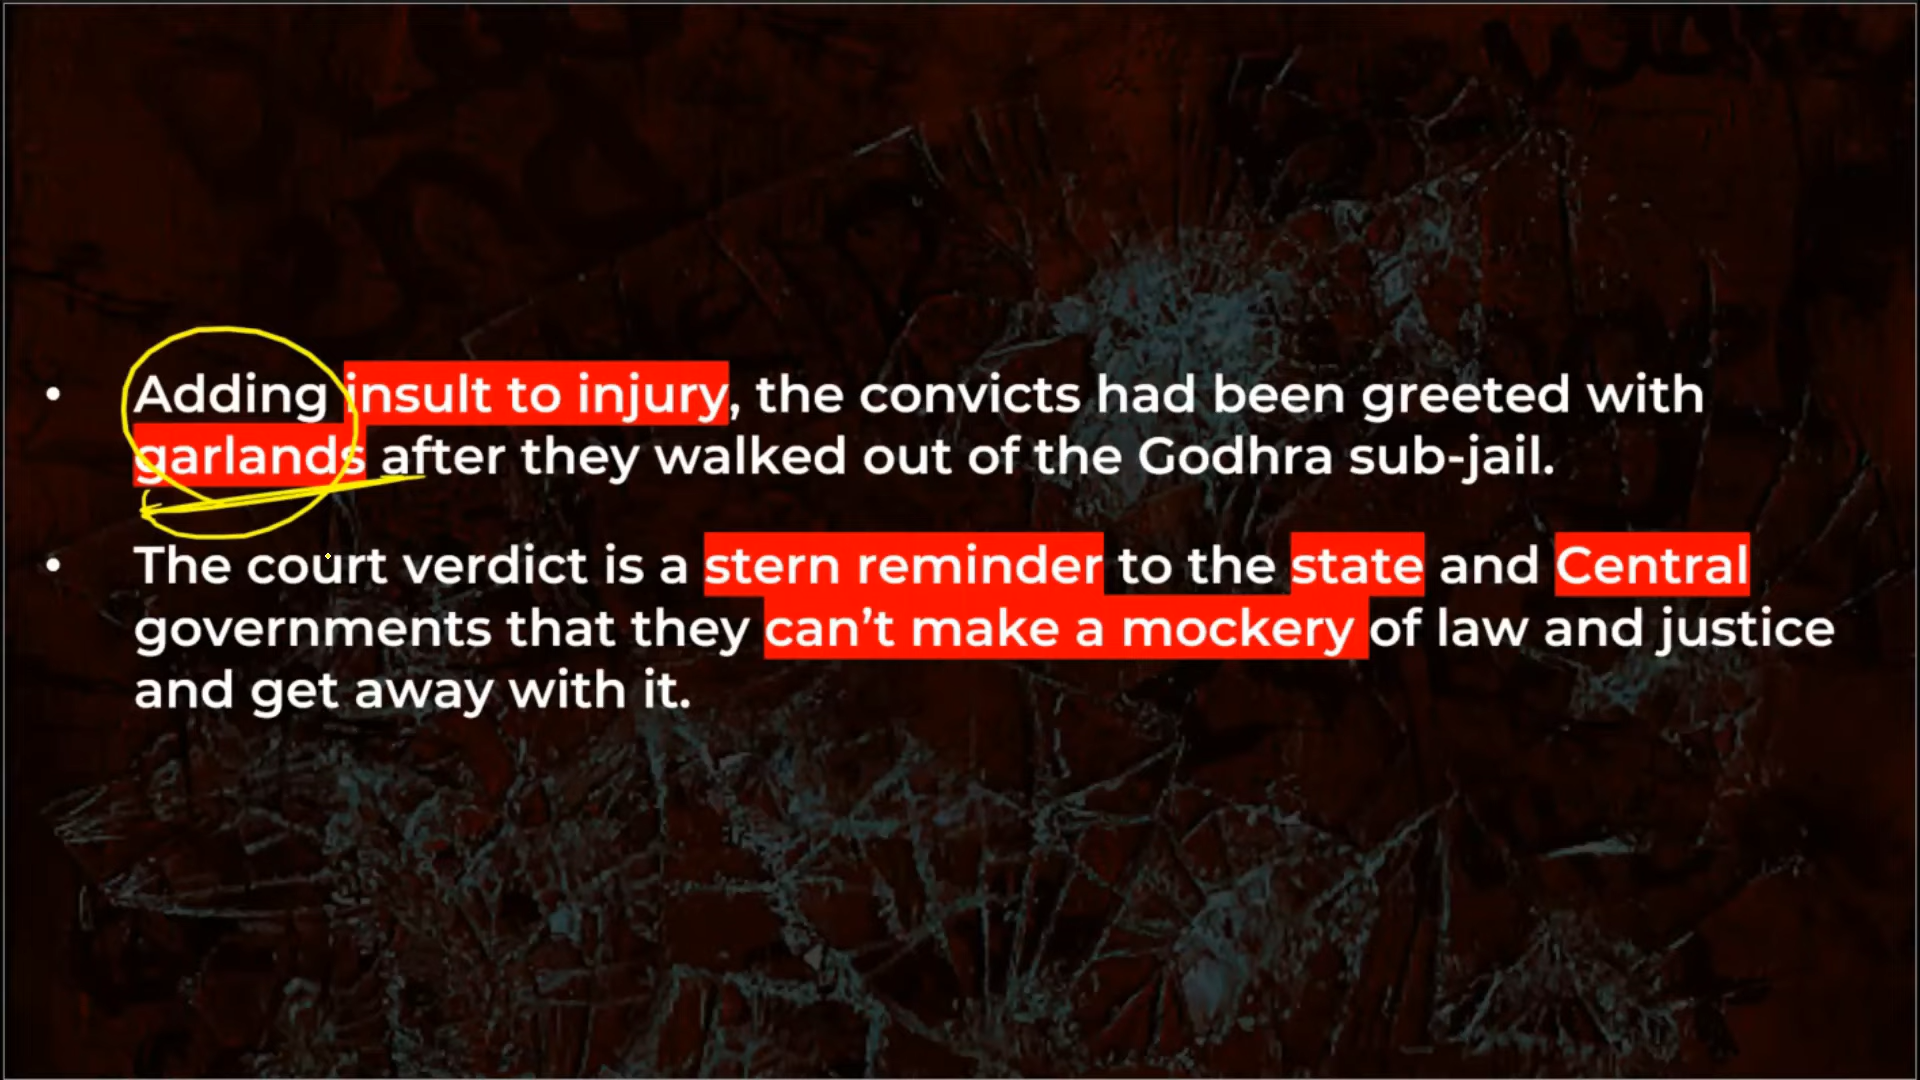 • Adding insult to injury, the convicts had been greeted with
garlands after they walked out of the Godhra sub-jail.
• The court verdict is a stern reminder to the state and Central
governments that they can’t make a mockery of law and justice
and get away with it.